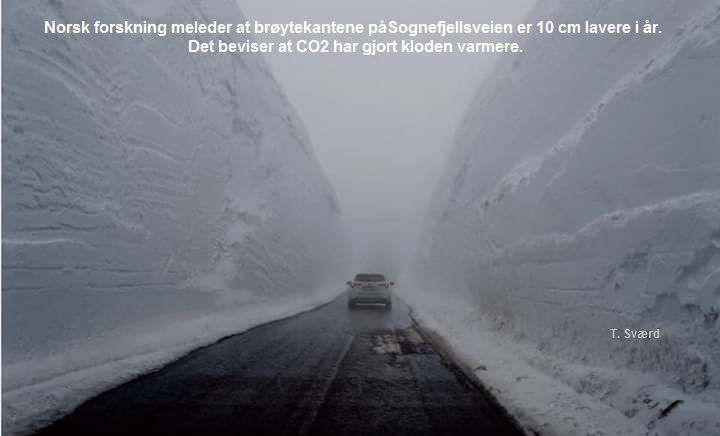 Norsk forskning meleder at brøytekantene påSognefjellsveien er 10 cm lavere i år.
Det beviser at CO2 har gjort kloden varmere.
T. Sværd